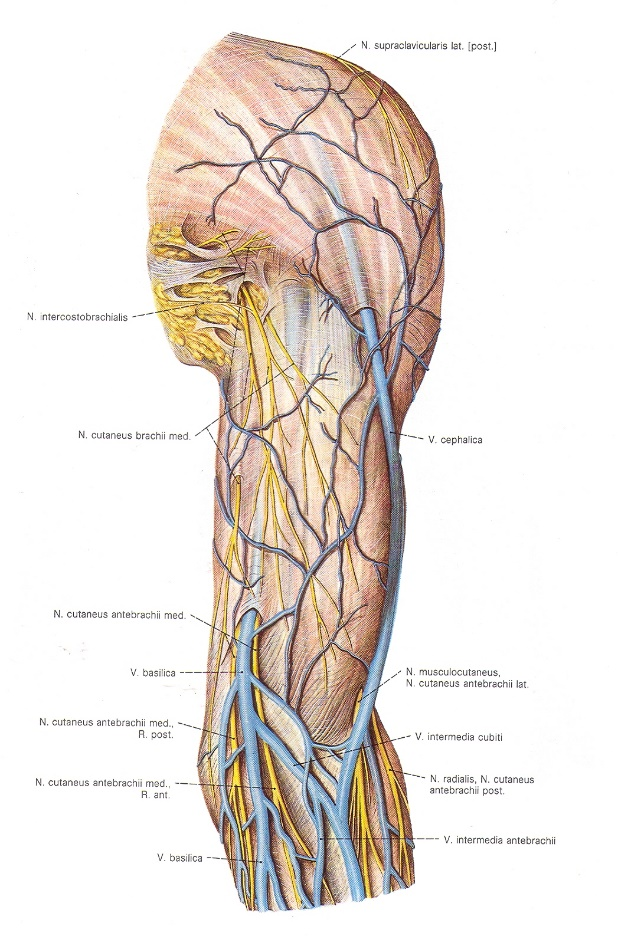 N. supraclavicularis lat. [post.]
N. intercostobrachialis
N. cutaneus brachii med.
V. cephalica
N. cutaneus antebrachii med.
V. basilica
N. musculocutaneus,
N. cutaneus antebrachii lat.
N. cutaneus antebrachii med.,
R. post.
V. intermedia cubiti
N. cutaneus antebrachii med.,
R. ant.
N. radialis, N. cutaneus
antebrachii post.
V. intermedia antebrachii
V. basilica